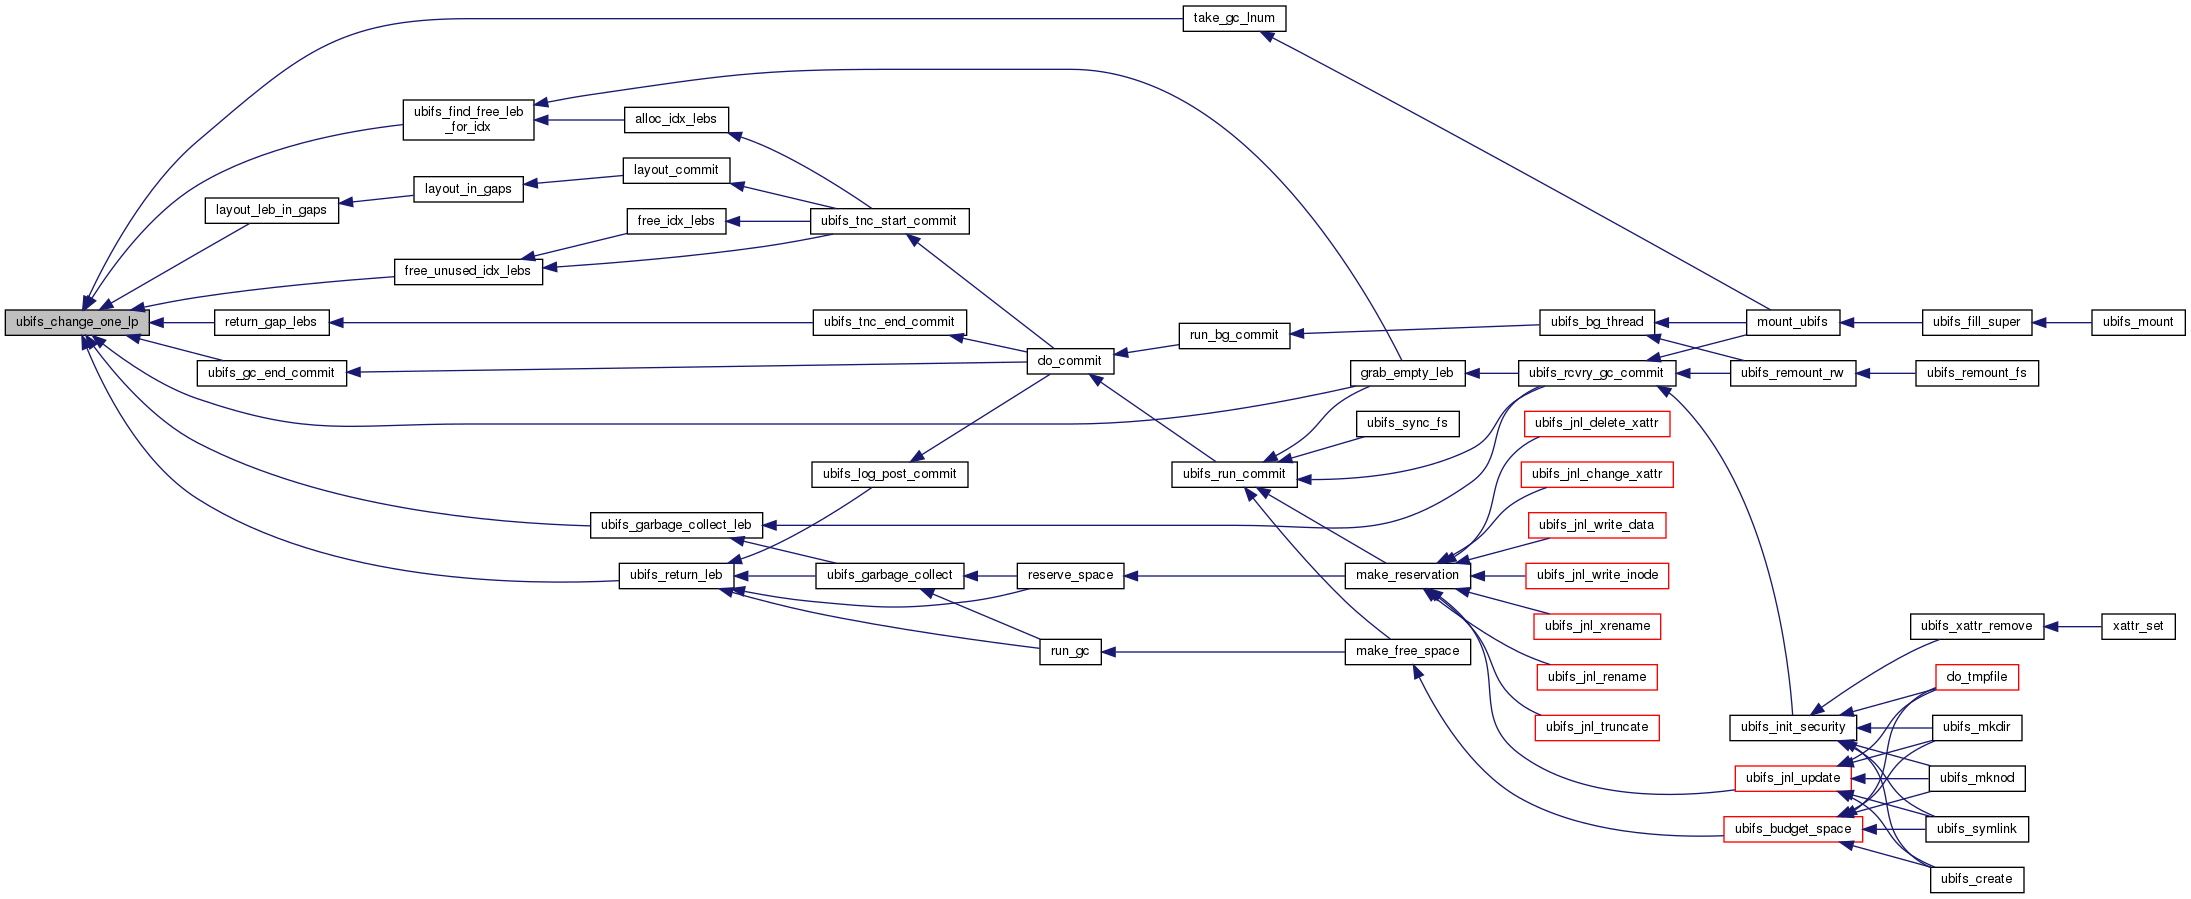 take_gc_lnum
ubifs_find_free_leb
_for_idx
alloc_idx_lebs
layout_commit
layout_in_gaps
layout_leb_in_gaps
free_idx_lebs
ubifs_tnc_start_commit
free_unused_idx_lebs
ubifs_change_one_lp
return_gap_lebs
ubifs_tnc_end_commit
run_bg_commit
ubifs_bg_thread
mount_ubifs
ubifs_fill_super
ubifs_mount
ubifs_gc_end_commit
do_commit
grab_empty_leb
ubifs_rcvry_gc_commit
ubifs_remount_rw
ubifs_remount_fs
ubifs_sync_fs
ubifs_jnl_delete_xattr
ubifs_log_post_commit
ubifs_run_commit
ubifs_jnl_change_xattr
ubifs_garbage_collect_leb
ubifs_jnl_write_data
ubifs_return_leb
ubifs_garbage_collect
reserve_space
make_reservation
ubifs_jnl_write_inode
ubifs_jnl_xrename
ubifs_xattr_remove
xattr_set
run_gc
make_free_space
ubifs_jnl_rename
do_tmpfile
ubifs_jnl_truncate
ubifs_init_security
ubifs_mkdir
ubifs_jnl_update
ubifs_mknod
ubifs_budget_space
ubifs_symlink
ubifs_create